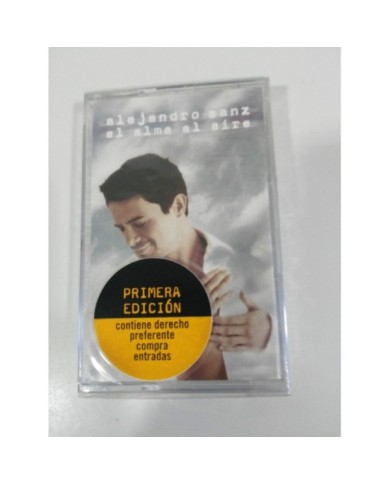 alejandro sanz
el alma al aire
PRIMERA
EDICIÓN
contiene derecho
preferente
compra
entradas